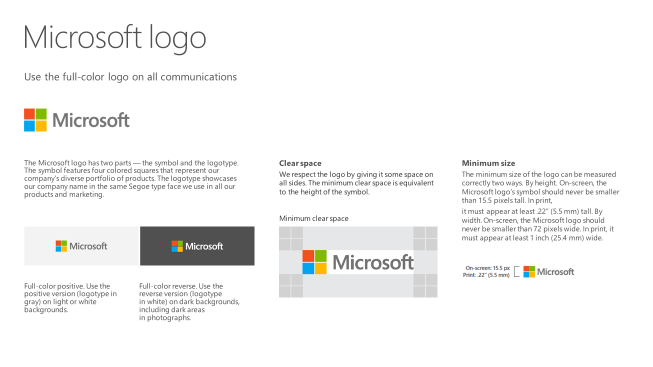 Microsoft logo
Use the full-color logo on all communications
Microsoft
The Microsoft logo has two parts — the symbol and the logotype.
The symbol features four colored squares that represent our
company's diverse portfolio of products. The logotype showcases
our company name in the same Segoe type face we use in all our
products and marketing.
Microsoft
Microsoft
Full-color positive. Use the
positive version (logotype in
gray) on light or white
backgrounds.
Full-color reverse. Use the
reverse version (logotype
in white) on dark backgrounds,
including dark areas
in photographs.
Clear space
We respect the logo by giving it some space on
all sides. The minimum clear space is equivalent
to the height of the symbol.
Minimum clear space
Microsoft
Minimum size
The minimum size of the logo can be measured
correctly two ways. By height. On-screen, the
Microsoft logo's symbol should never be smaller
than 15.5 pixels tall. In print,
it must appear at least .22" (5.5 mm) tall. By
width. On-screen, the Microsoft logo should
never be smaller than 72 pixels wide. In print, it
must appear at least 1 inch (25.4 mm) wide.
On-screen: 15.5 px
Print: .22" (5.5 mm)
Microsoft